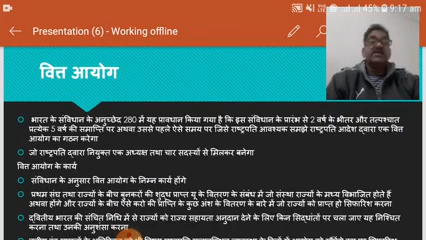 45% 9:17 am
Presentation (6) - Working offline
वित्त आयोग
भारत के संविधान के अनुच्छेद 280 में यह प्रावधान किया गया है कि इस संविधान के प्रारंभ से 2 वर्ष के भीतर और तत्पश्चात
प्रत्येक 5 वर्ष की समाप्ति पर अथवा उससे पहले ऐसे समय पर जिसे राष्ट्रपति आवश्यक समझे राष्ट्रपति आदेश द्वारा एक वित्त
आयोग का गठन करेगा
जो राष्ट्रपति द्वारा नियुक्त एक अध्यक्ष तथा चार सदस्यों से मिलकर बनेगा
वित्त आयोग के कार्य
संविधान के अनुसार वित्त आयोग के निम्न कार्य होंगे
प्रथम संघ तथा राज्यों के बीच के शुद्ध के वितरण के संबंध में जो राज्यों के मध्य विभाजित होते हैं
अथवा होंगे और राज्यों के बीच ऐसे करो की प्राप्ति के कुछ अंश के वितरण के बारे में जो राज्यों को प्राप्त हो सिफारिश करना
द्वितीय भारत की संचित निधि में से राज्यों को राज्य सहायता अनुदान देने के लिए किन सिद्धांतों पर चला जाए यह निश्चित
करना तथा उनकी अनुशंसा करना